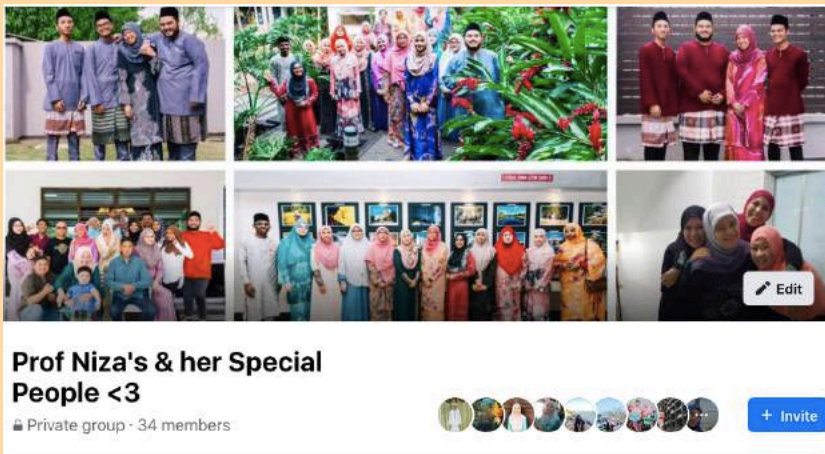 Edit
Prof Niza's & her Special
People <3
Private group · 34 members
+ Invite